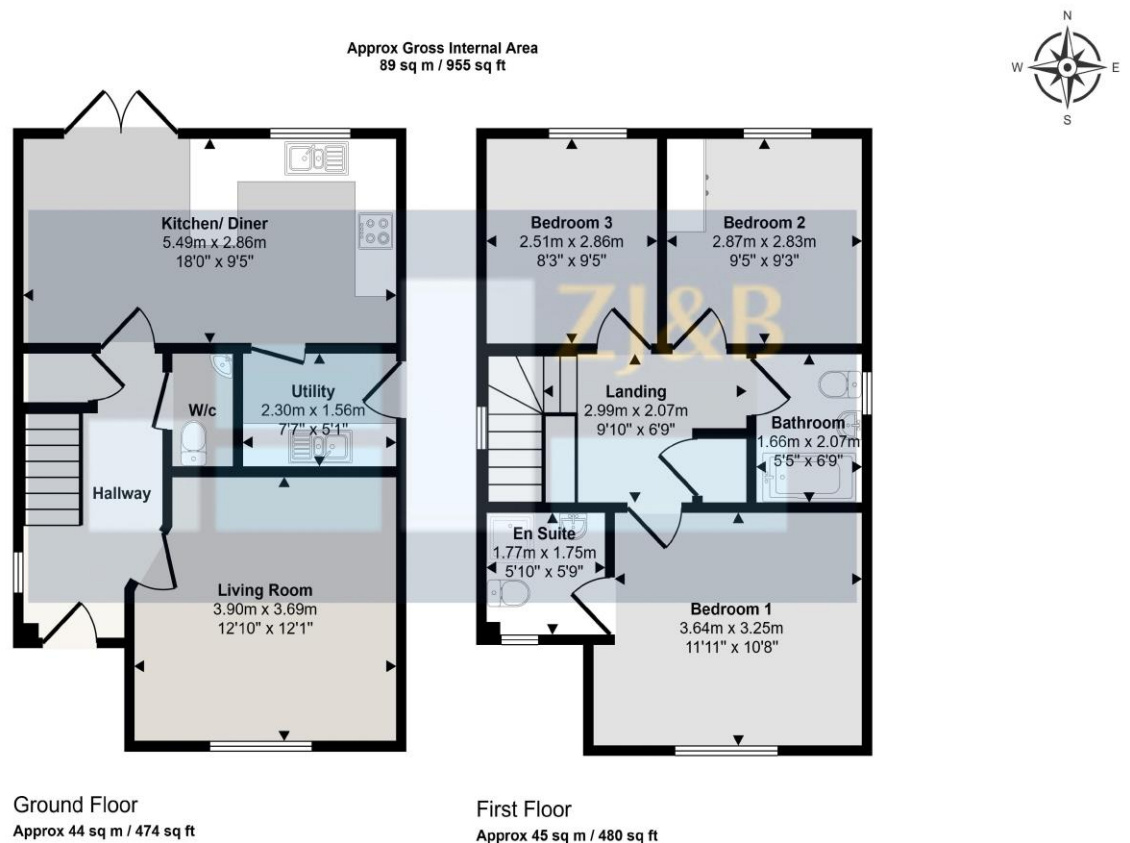 Approx Gross Internal Area
89 sq m / 955 sq ft
N
W
E
S
Kitchen/ Diner
5.49m x 2.86m
18'0" x 9'5"
Bedroom 3
2.51m x 2.86m
8'3" x 9'5"
Bedroom 2
2.87m x 2.83m
9'5" x 9'3"
ZJ&B
W/c
Utility
2.30m x 1.56m
7'7" x 5'1"
Landing
2.99m x 2.07m
9'10" x 6'9"
Bathroom
1.66m x 2.07m
5'5" x 6'9"
Hallway
En Suite
1.77m x 1.75m
5'10" x 5'9"
Living Room
3.90m x 3.69m
12'10" x 12'1"
Bedroom 1
3.64m x 3.25m
11'11" x 10'8"
Ground Floor
Approx 44 sq m / 474 sq ft
First Floor
Approx 45 sq m / 480 sq ft